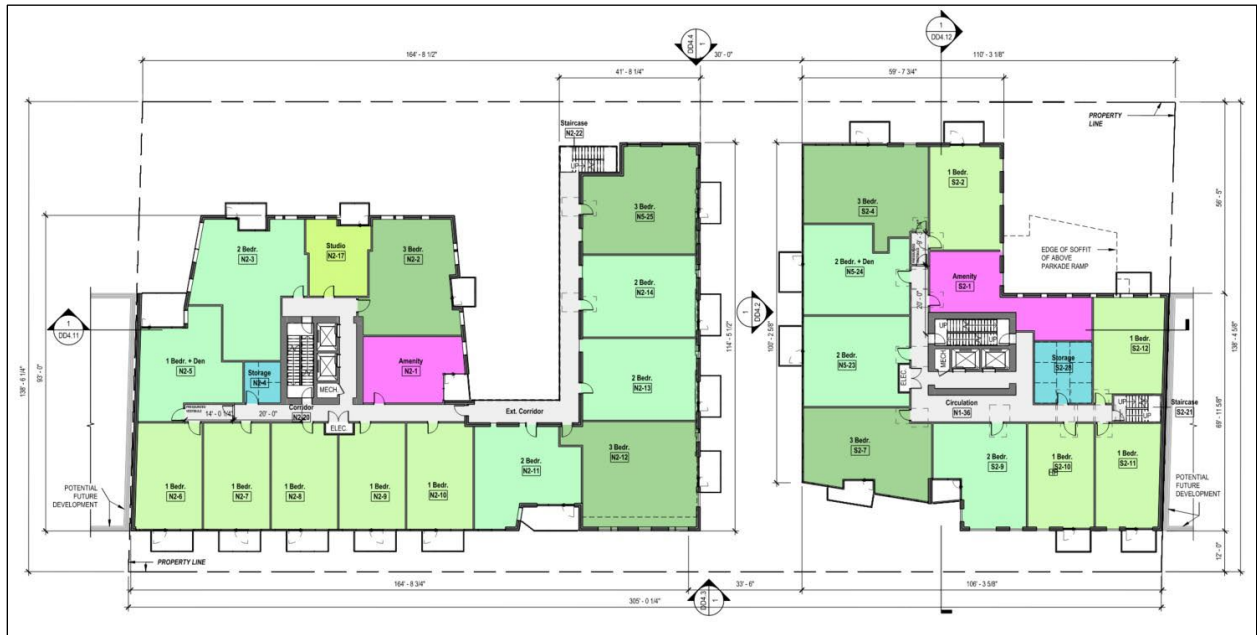 1
DD4.12
1
DD4.4
164' - 8 1/2"
30' - 0"
110' - 3 1/8"
41' - 8 1/4"
59' - 7 3/4"
PROPERTY
LINE
Staircase
N2-22
UP
1 Bedr.
S2-2
3 Bedr.
N5-25
3 Bedr.
S2-4
56' - 5"
2 Bedr.
N2-3
Studio
N2-17
3 Bedr.
N2-2
EDGE OF SOFFIT
OF ABOVE
PARKADE RAMP
2 Bedr. + Den
N5-24
2 Bedr.
N2-14
Amenity
S2-1
20' - 0"
1
DD4.11
1
DD4.2
138' - 6 1/4"
93' - 0"
114' - 5 1/2"
100' - 2 5/8"
138' - 4 5/8"
UP
UP
1 Bedr. + Den
N2-5
Amenity
N2-1
1 Bedr.
S2-12
Storage
N2-4
MECH.
2 Bedr.
N2-13
2 Bedr.
N5-23
MECH.
Storage
S2-28
ELEC.
14' - 0 1/4"
20' - 0"
Corridor
N2-20
ELEC.
Ext. Corridor
Circulation
N1-36
UP
UP
Staircase
S2-21
69' - 11 5/8"
3 Bedr.
N2-12
3 Bedr.
S2-7
2 Bedr.
N2-11
2 Bedr.
S2-9
1 Bedr.
S2-10
1 Bedr.
S2-11
1 Bedr.
N2-6
1 Bedr.
N2-7
1 Bedr.
N2-8
1 Bedr.
N2-9
1 Bedr.
N2-10
POTENTIAL
FUTURE
DEVELOPMENT
POTENTIAL
FUTURE
DEVELOPMENT
PROPERTY LINE
12' - 0"
164' - 8 3/4"
33' - 6"
106' - 3 5/8"
DD4.3
1
305' - 0 1/4"